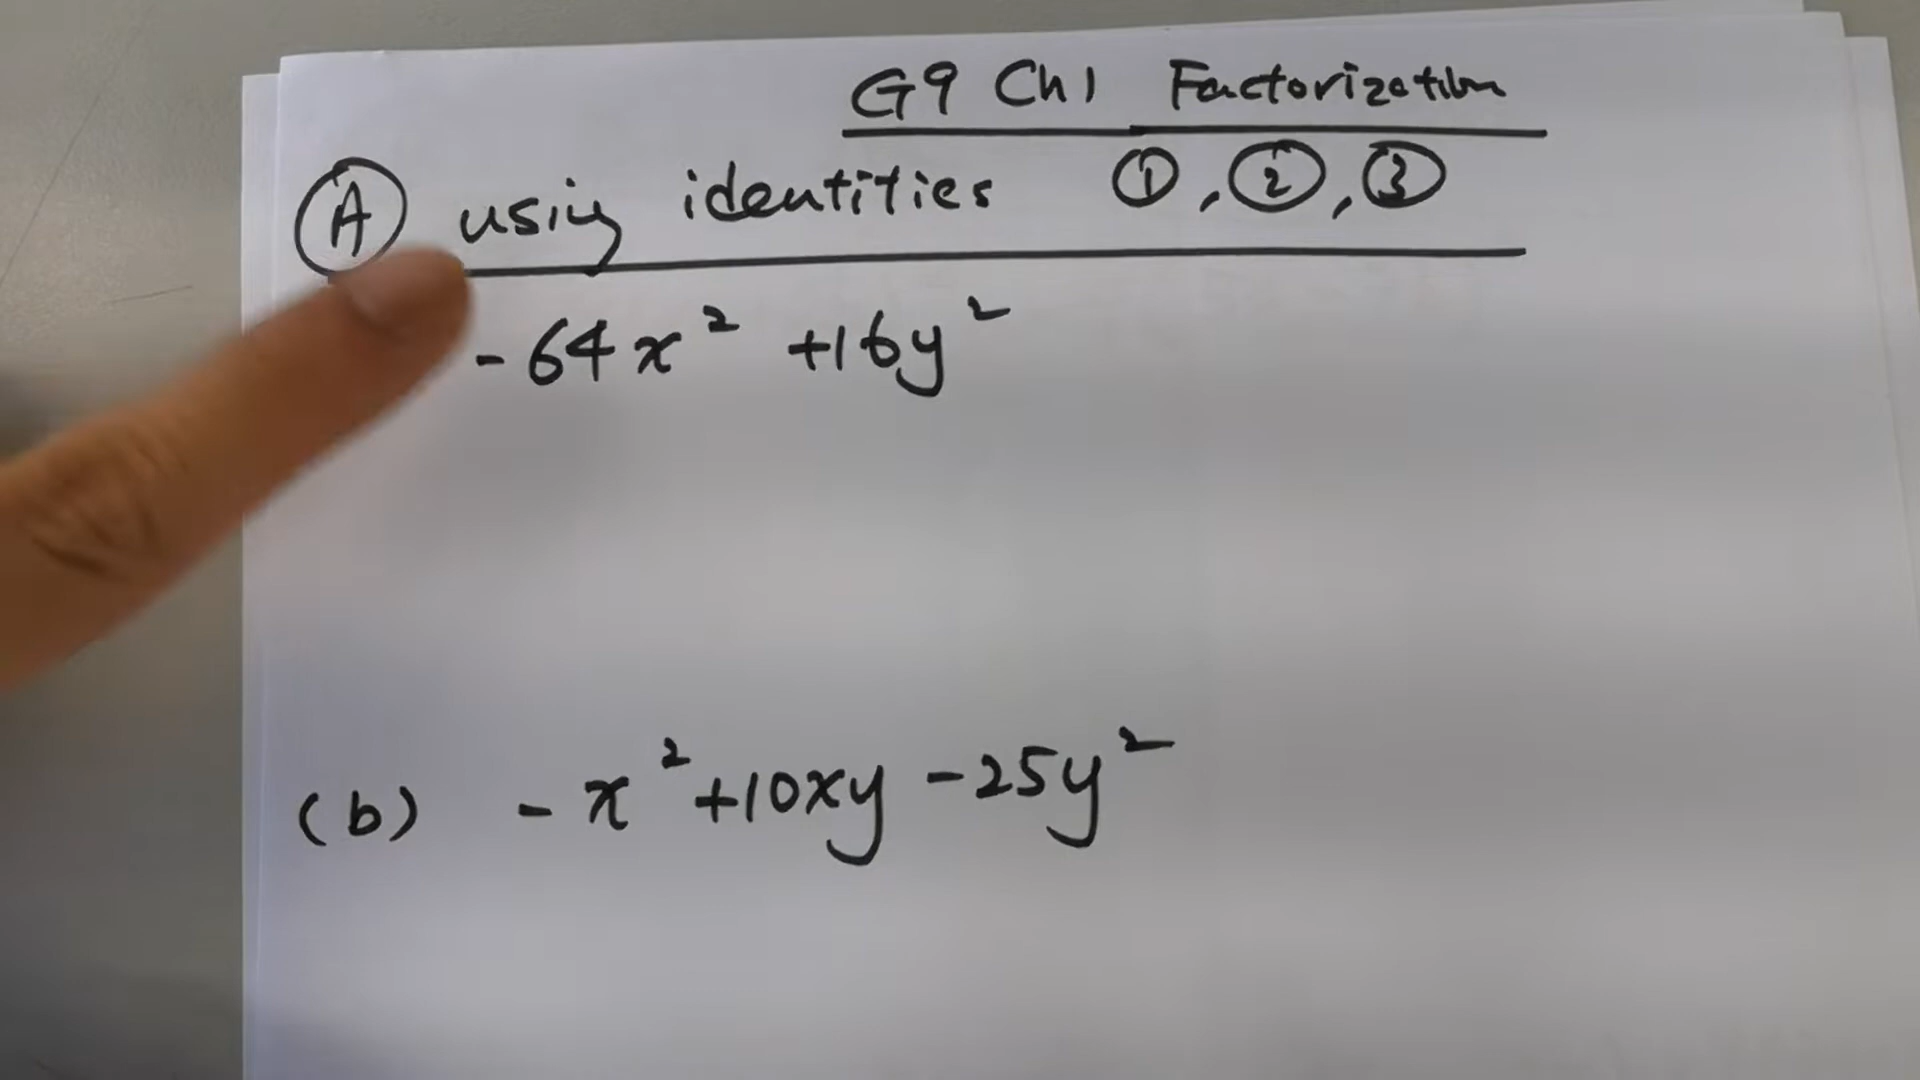 G9 Ch1 Factorization
Ⓐ using identities ①, ②, ③
-64x² +16y²
(b) -x² +10xy -25y²